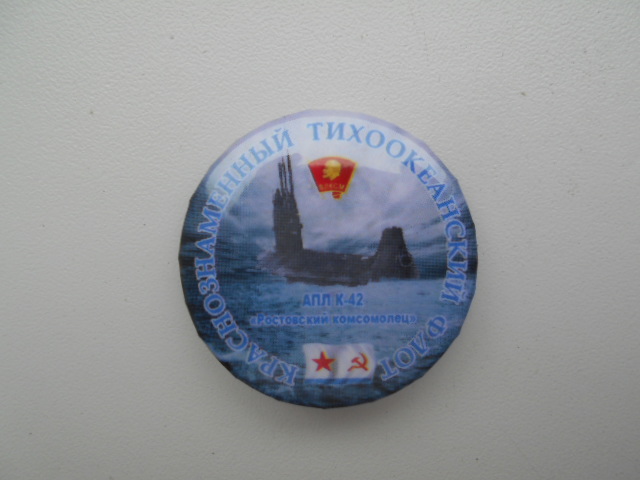 КРАСНОЗНАМЕННЫЙ ТИХООКЕАНСКИЙ ФЛОТ
ВЛКСМ
АПЛ К-42
«Ростовский комсомолец»